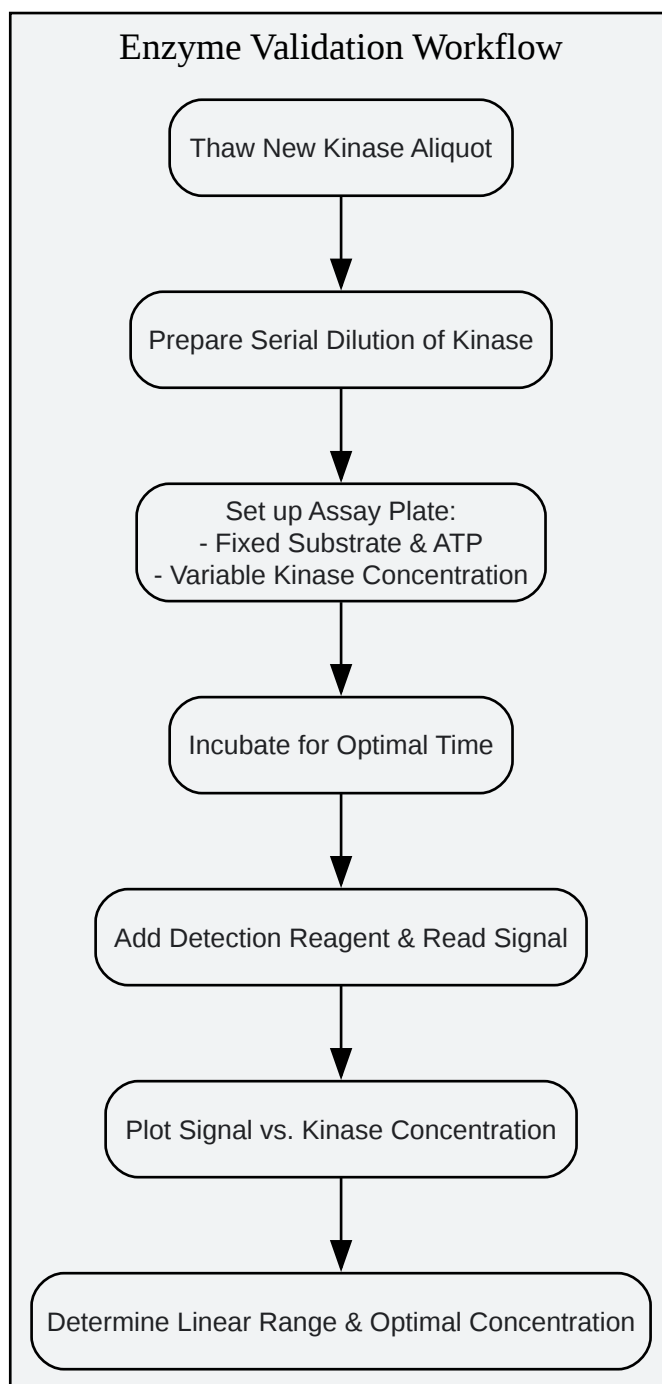 Enzyme Validation Workflow
Thaw New Kinase Aliquot
Prepare Serial Dilution of Kinase
Set up Assay Plate:
- Fixed Substrate & ATP
- Variable Kinase Concentration
Incubate for Optimal Time
Add Detection Reagent & Read Signal
Plot Signal vs. Kinase Concentration
Determine Linear Range & Optimal Concentration